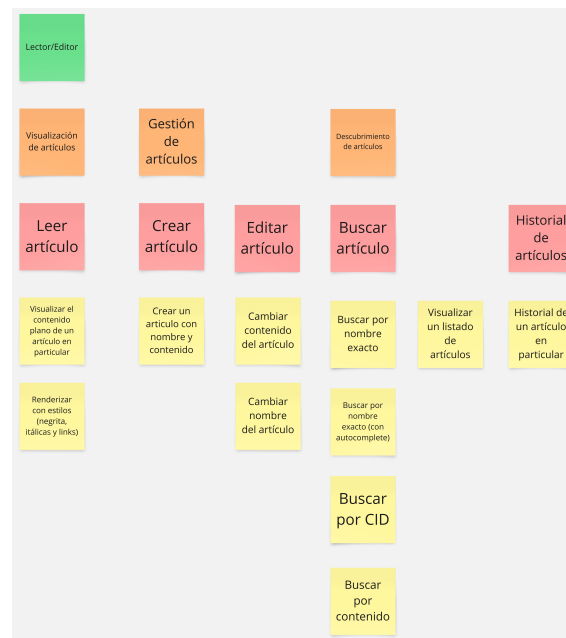 Lector/Editor
Visualización
de artículos
Gestión
de
artículos
Descubrimiento
de artículos
Leer
artículo
Crear
artículo
Editar
artículo
Buscar
artículo
Historial
de
artículos
Visualizar el
contenido
plano de un
artículo en
particular
Crear un
articulo con
nombre y
contenido
Cambiar
contenido
del artículo
Buscar por
nombre
exacto
Visualizar
un listado
de
artículos
Historial de
un artículo
en
particular
Renderizar
con estilos
(negrita,
itálicas y links)
Cambiar
nombre
del artículo
Buscar por
nombre
exacto (con
autocomplete)
Buscar
por CID
Buscar
por
contenido